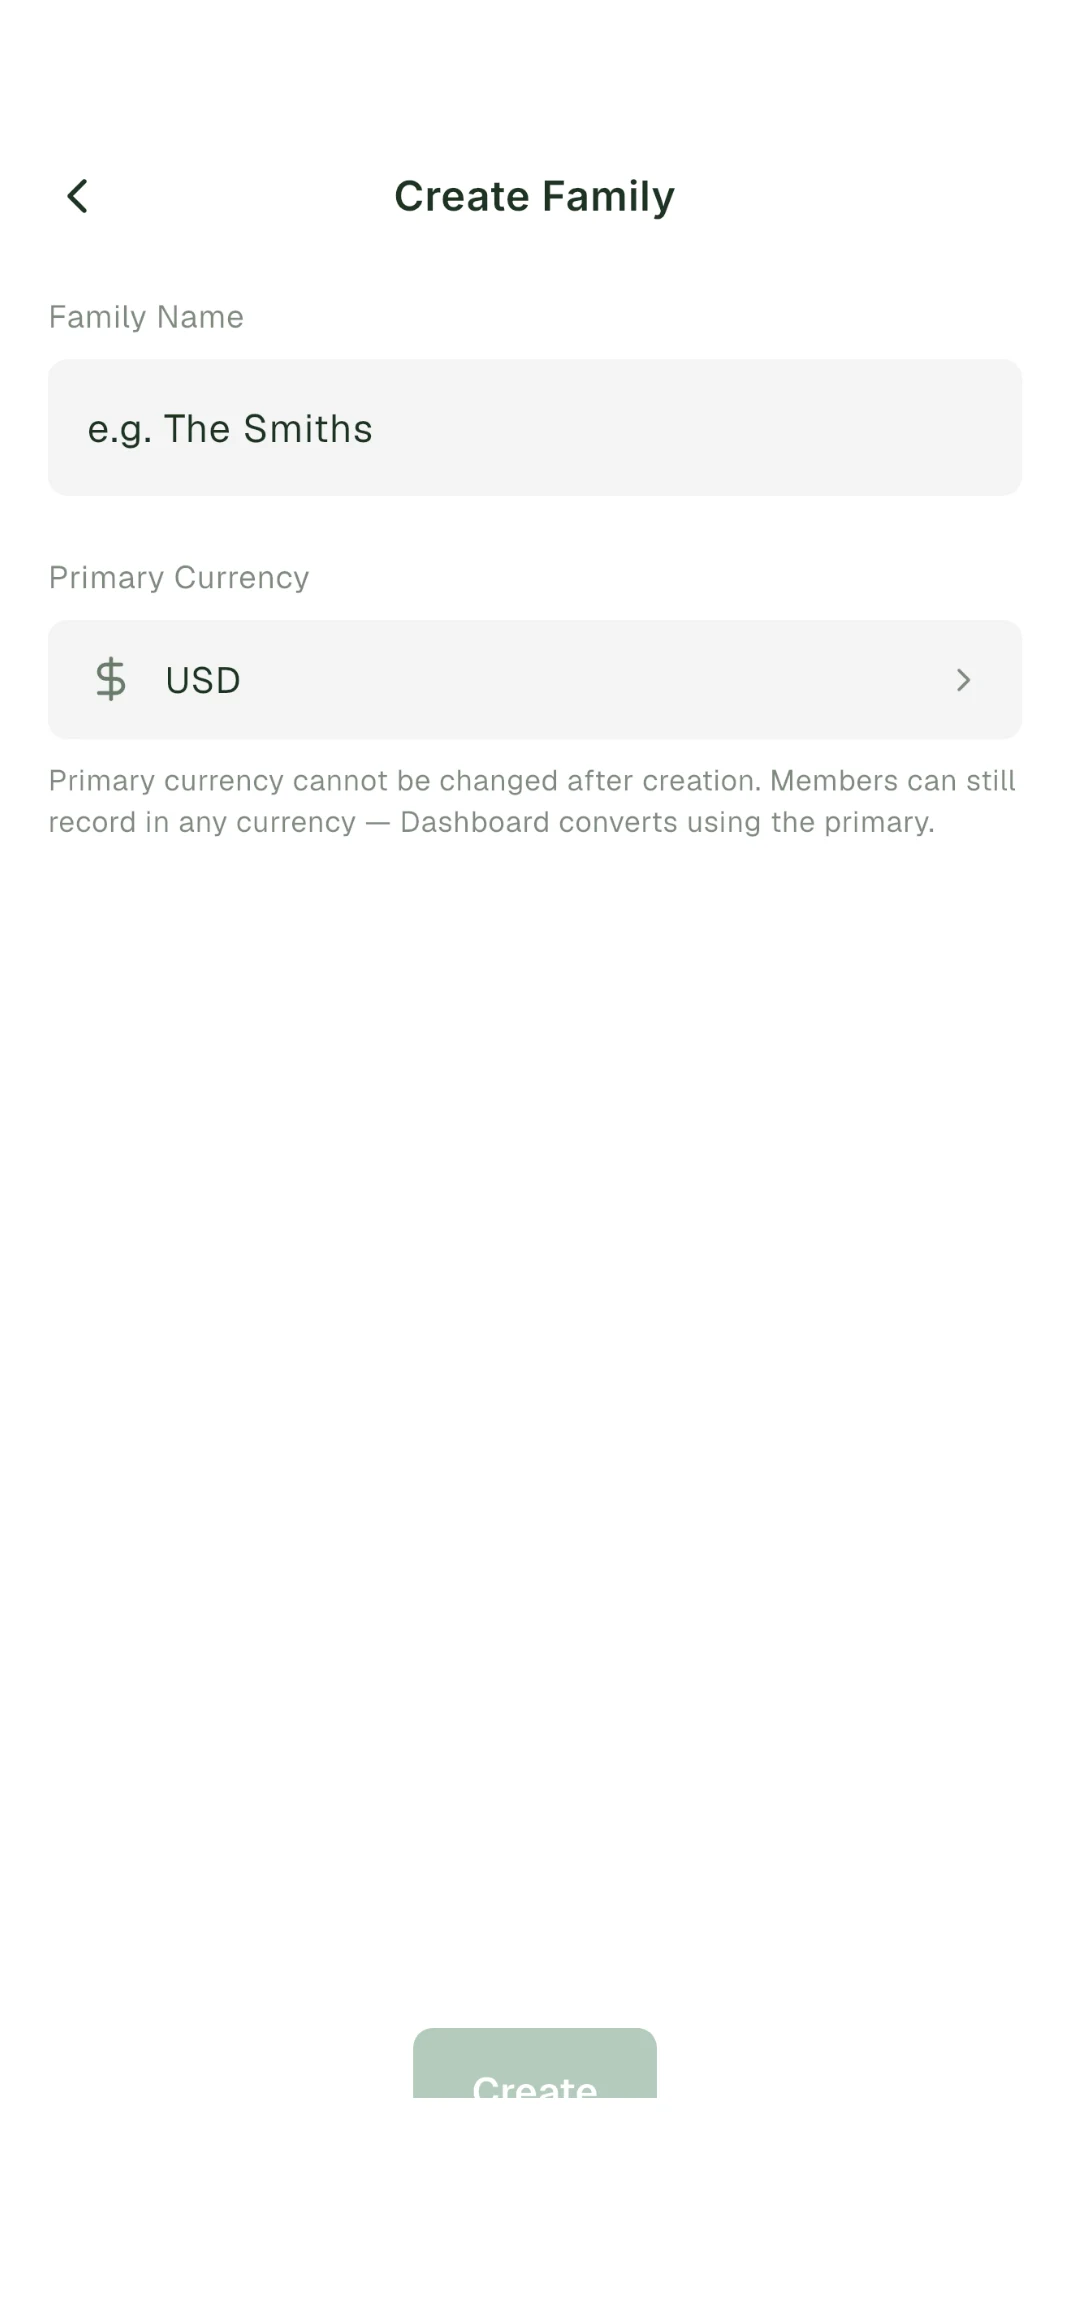 Create Family
Family Name
e.g. The Smiths
Primary Currency
$ USD
Primary currency cannot be changed after creation. Members can still
record in any currency — Dashboard converts using the primary.
Create